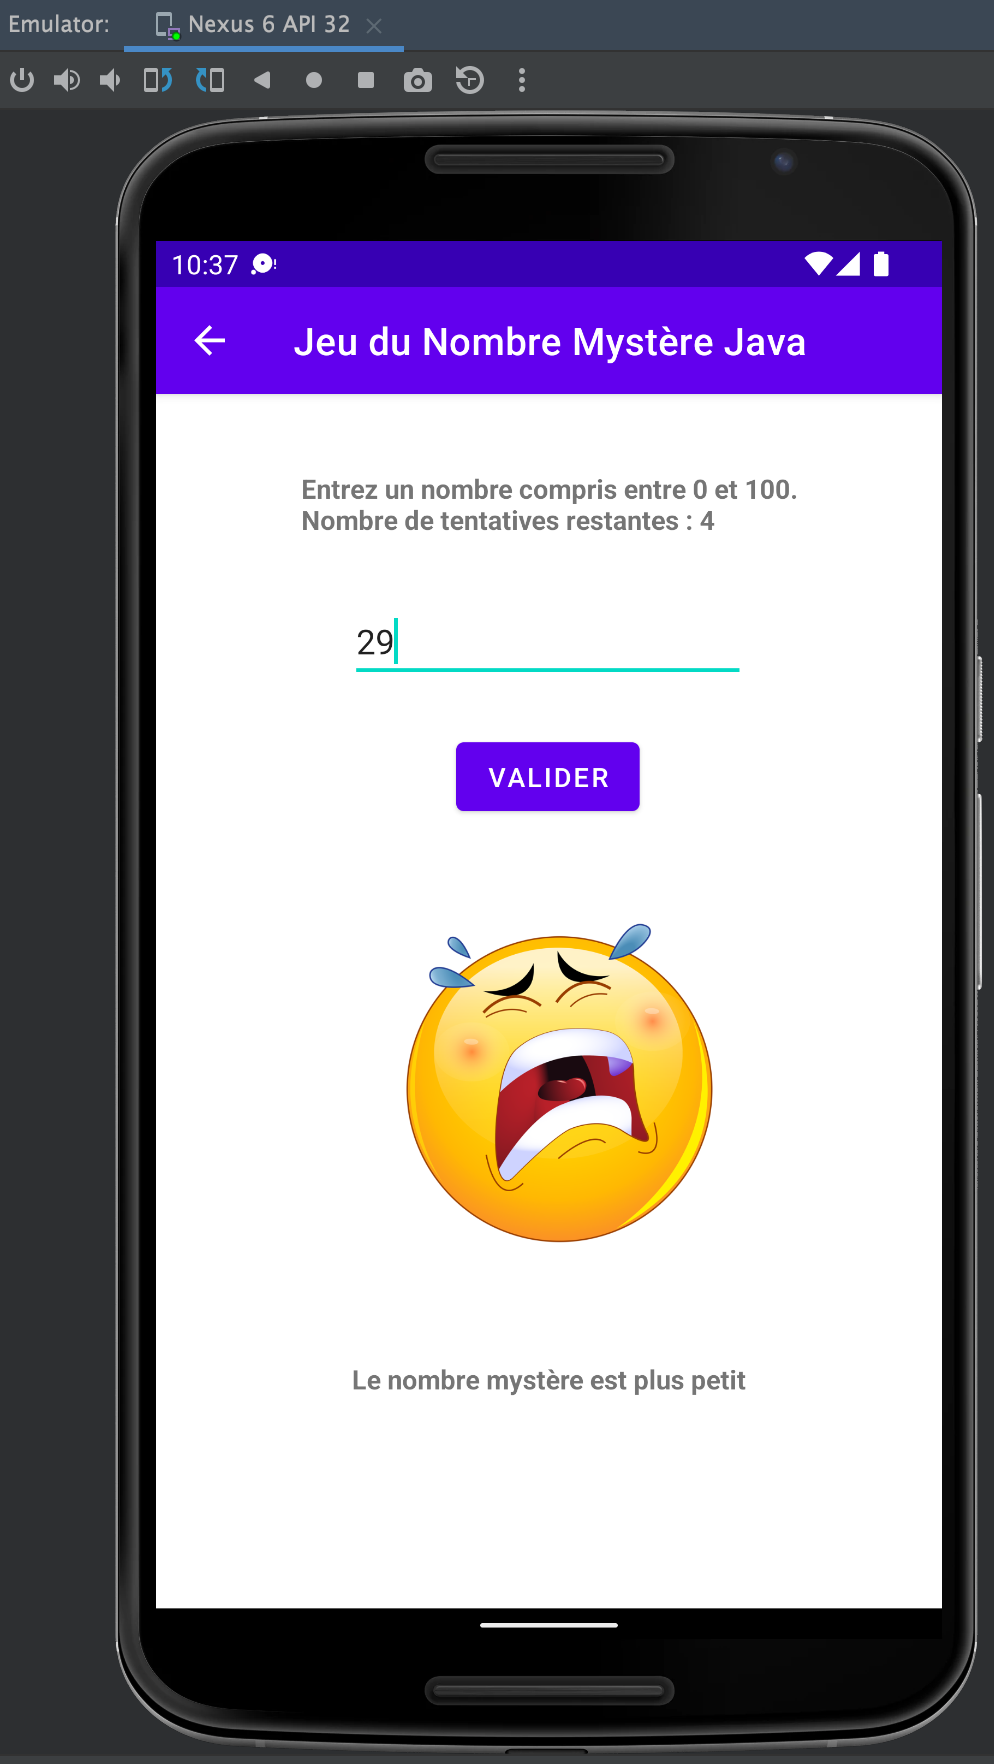 Emulator: Nexus 6 API 32
10:37
Jeu du Nombre Mystère Java
Entrez un nombre compris entre 0 et 100.
Nombre de tentatives restantes : 4
29
VALIDER
Le nombre mystère est plus petit